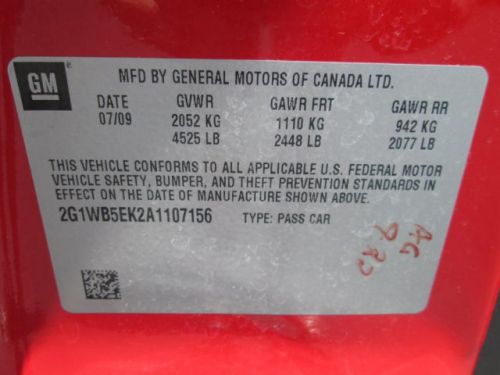 GM ® MFD BY GENERAL MOTORS OF CANADA LTD.
DATE GVWR GAWR FRT GAWR RR
07/09 2052 KG 1110 KG 942 KG
4525 LB 2448 LB 2077 LB
THIS VEHICLE CONFORMS TO ALL APPLICABLE U.S. FEDERAL MOTOR
VEHICLE SAFETY, BUMPER, AND THEFT PREVENTION STANDARDS IN
EFFECT ON THE DATE OF MANUFACTURE SHOWN ABOVE.
2G1WB5EK2A1107156 TYPE: PASS CAR
AG